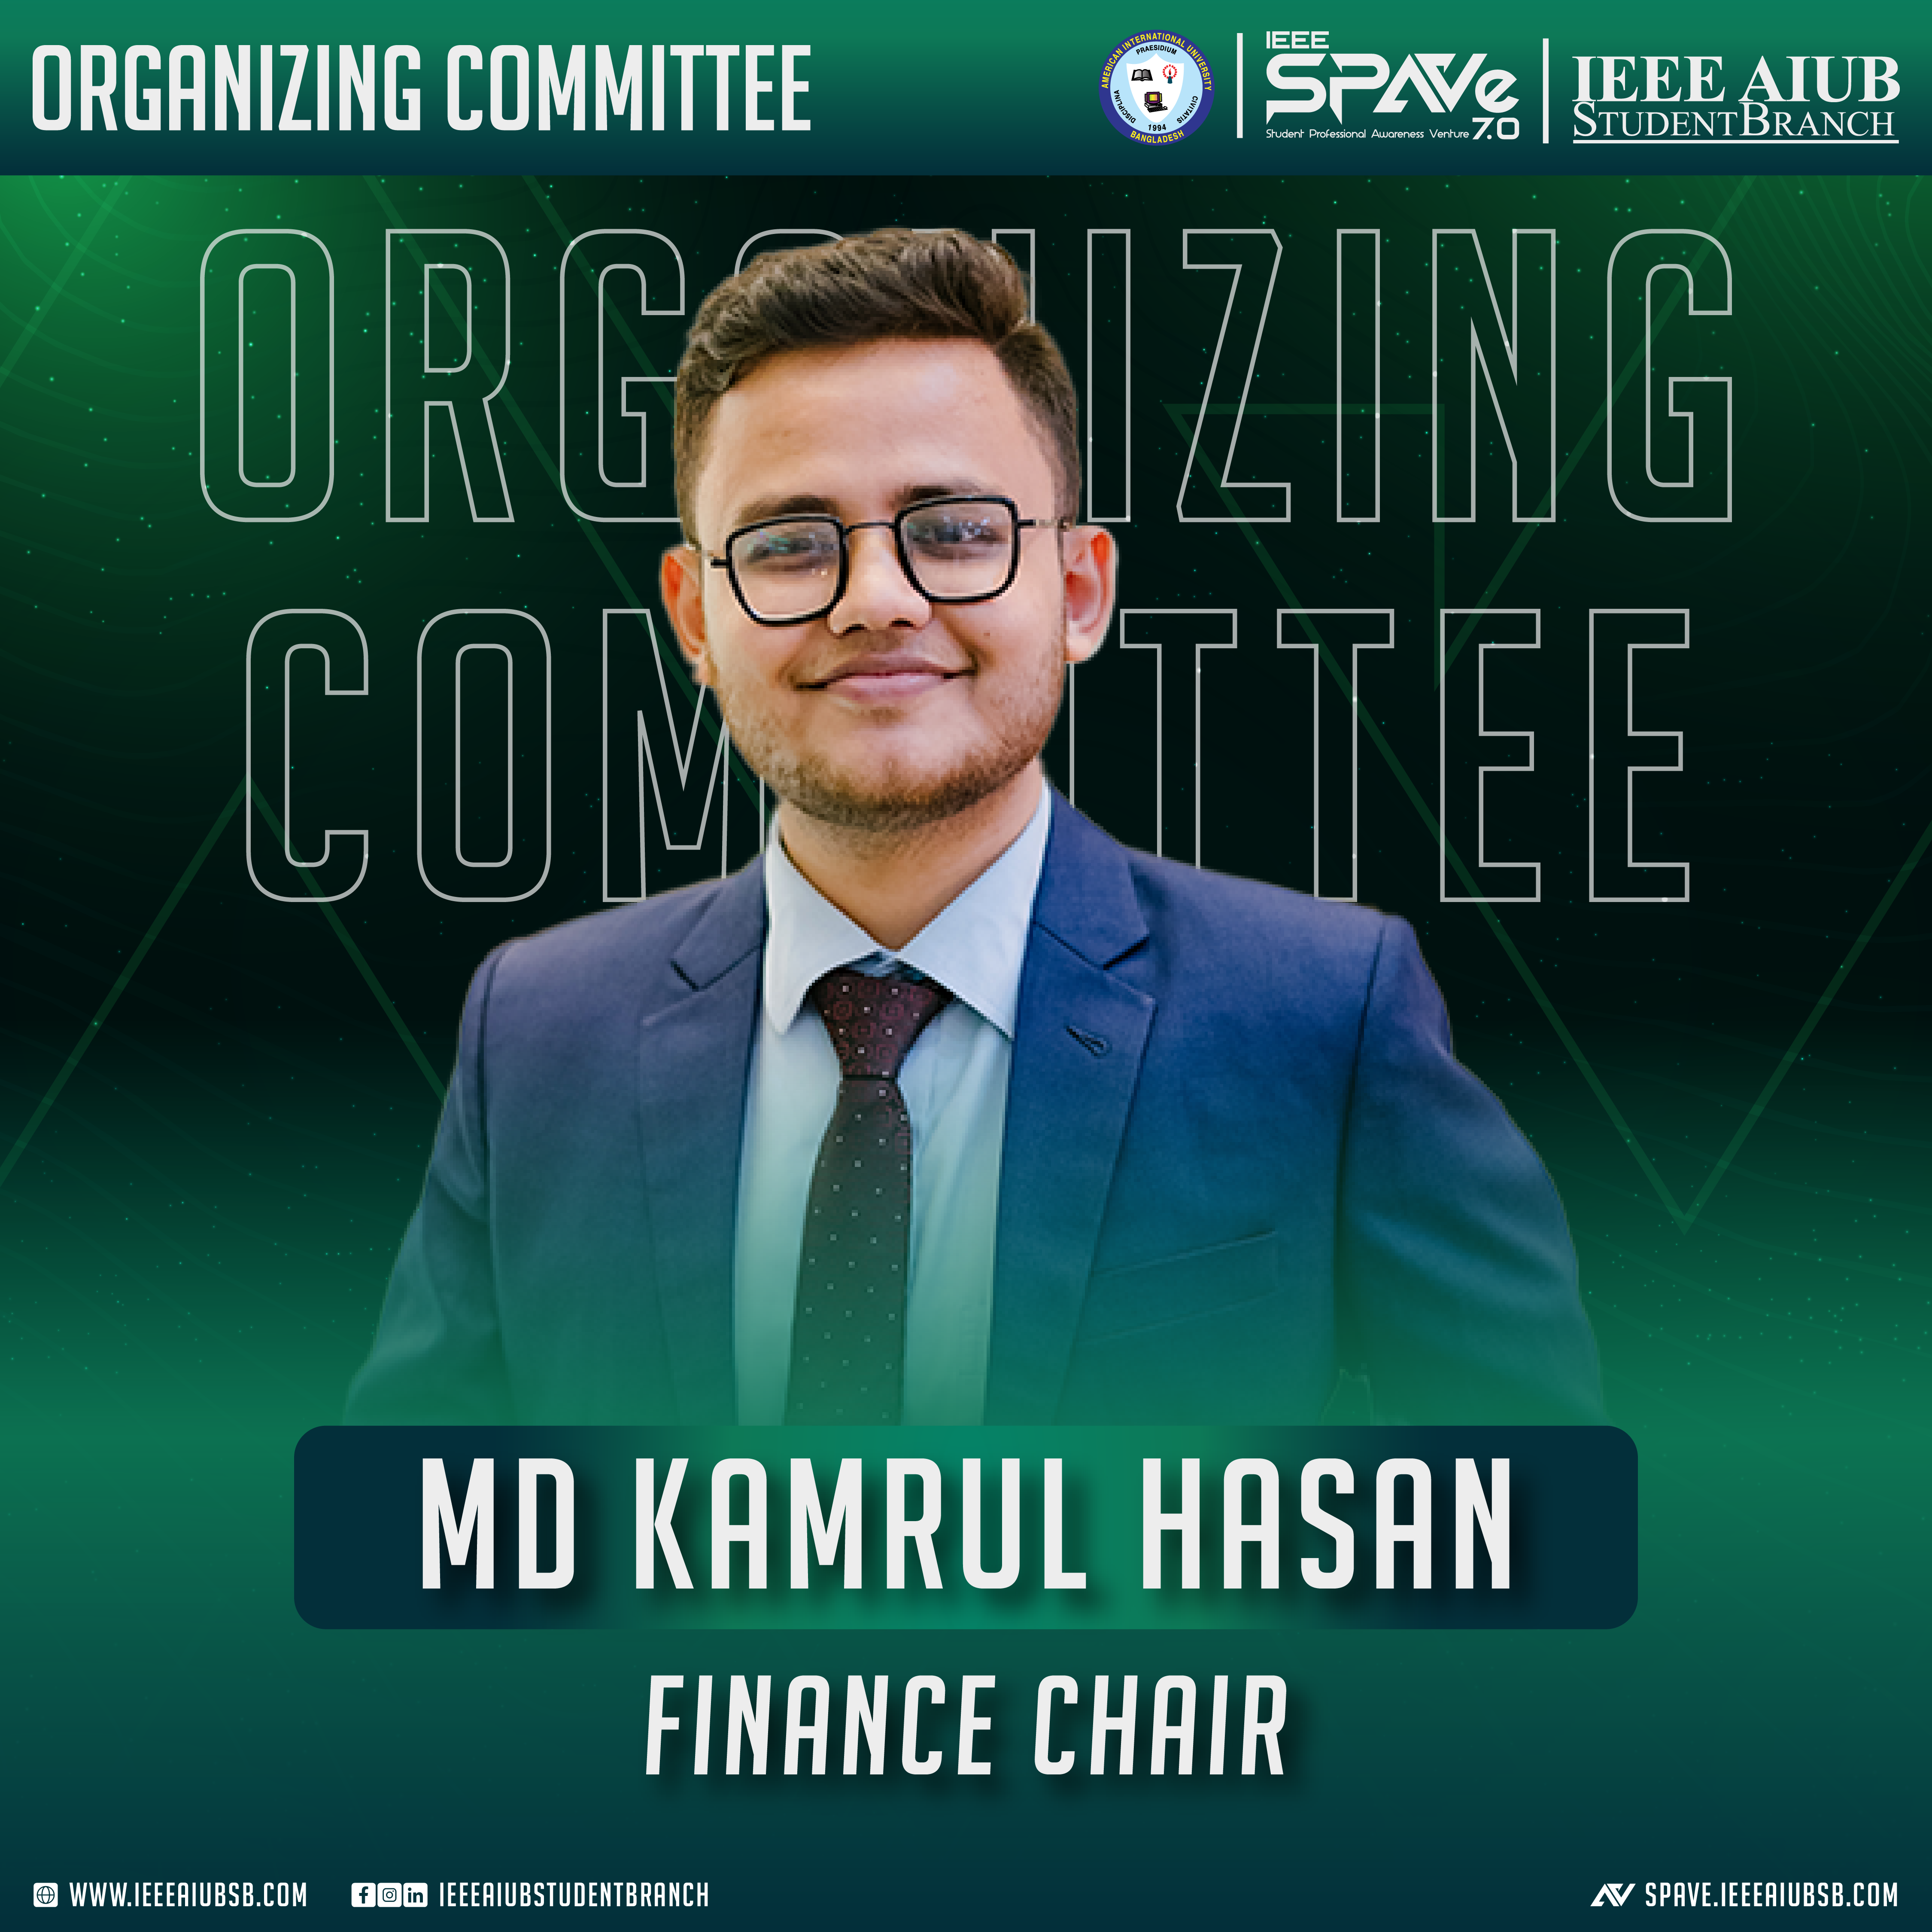 ORGANIZING COMMITTEE
AMERICAN INTERNATIONAL UNIVERSITY
PRAESIDIUM
DISCIPLINA
CIVITATIS
1994
BANGLADESH
IEEE
SPAVe
Student Professional Awareness Venture 7.0
IEEE AIUB
STUDENT BRANCH
ORGANIZING
COMMITTEE
MD KAMRUL HASAN
FINANCE CHAIR
WWW.IEEEAIUBSB.COM
IEEEAIUBSTUDENTBRANCH
SPAVE.IEEEAIUBSB.COM